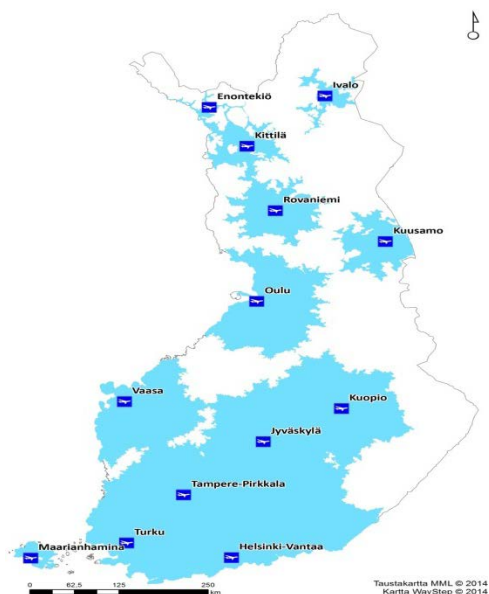 Ivalo
Enontekiö
Kittilä
Rovaniemi
Kuusamo
Oulu
Vaasa
Kuopio
Jyväskylä
Tampere-Pirkkala
Turku
Maarianhamina
Helsinki-Vantaa
0 62,5 125 250
km
Taustakartta MML © 2014
Kartta WayStep © 2014